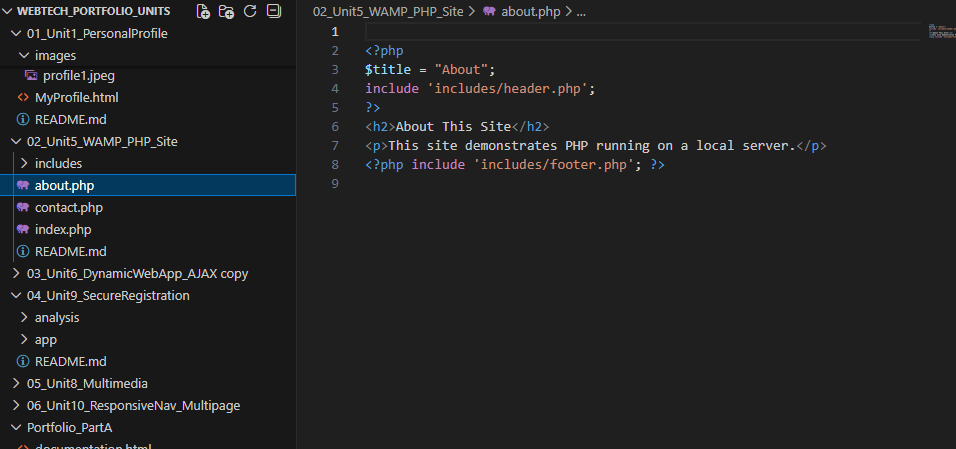 WEBTECH_PORTFOLIO_UNITS
01_Unit1_PersonalProfile
images
profile1.jpeg
MyProfile.html
README.md
02_Unit5_WAMP_PHP_Site
includes
about.php
contact.php
index.php
README.md
03_Unit6_DynamicWebApp_AJAX copy
04_Unit9_SecureRegistration
analysis
app
README.md
05_Unit8_Multimedia
06_Unit10_ResponsiveNav_Multipage
Portfolio_PartA
documentation.html
02_Unit5_WAMP_PHP_Site > about.php > ...
1
2 <?php
3 $title = "About";
4 include 'includes/header.php';
5 ?>
6 <h2>About This Site</h2>
7 <p>This site demonstrates PHP running on a local server.</p>
8 <?php include 'includes/footer.php'; ?>
9